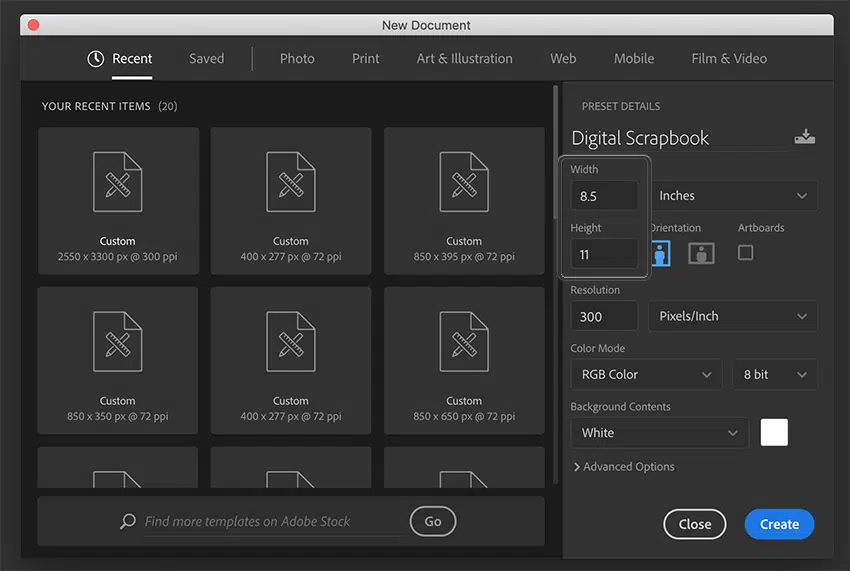 New Document
Recent
Saved
Photo
Print
Art & Illustration
Web
Mobile
Film & Video
YOUR RECENT ITEMS (20)
Custom
2550 x 3300 px @ 300 ppi
Custom
400 x 277 px @ 72 ppi
Custom
850 x 395 px @ 72 ppi
Custom
850 x 350 px @ 72 ppi
Custom
400 x 277 px @ 72 ppi
Custom
850 x 650 px @ 72 ppi
Find more templates on Adobe Stock
Go
PRESET DETAILS
Digital Scrapbook
Width
8.5
Inches
Height
Orientation
Artboards
11
Resolution
300
Pixels/Inch
Color Mode
RGB Color
8 bit
Background Contents
White
Advanced Options
Close
Create